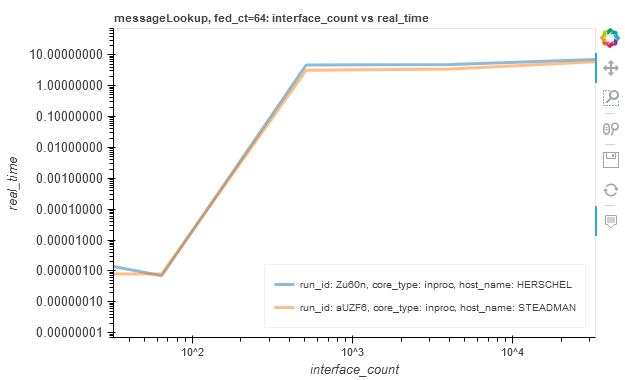 messageLookup, fed_ct=64: interface_count vs real_time
10.00000000
1.00000000
0.10000000
0.01000000
0.00100000
0.00010000
0.00001000
0.00000100
0.00000010
0.00000001
real_time
run_id: Zu60n, core_type: inproc, host_name: HERSCHEL
run_id: aUZF6, core_type: inproc, host_name: STEADMAN
10^2
10^3
10^4
interface_count